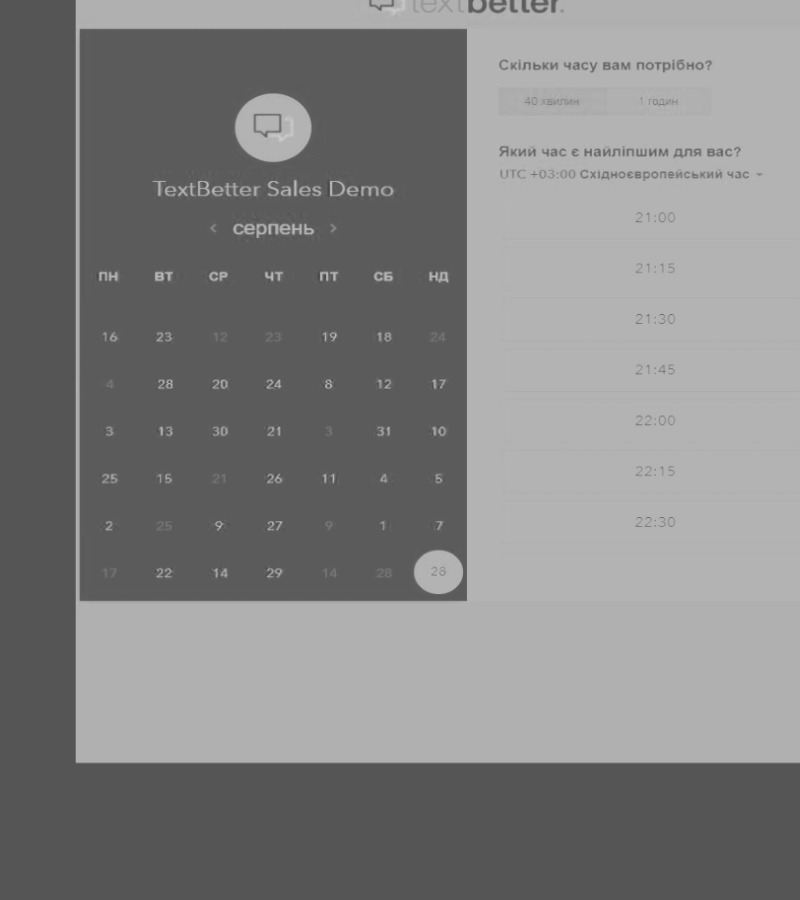 textbetter.
TextBetter Sales Demo
< серпень >
ПН ВТ СР ЧТ ПТ СБ НД
16 23 12 23 19 18 24
4 28 20 24 8 12 17
3 13 30 21 3 31 10
25 15 21 26 11 4 5
2 25 9 27 9 1 7
17 22 14 29 14 28 28
Скільки часу вам потрібно?
40 хвилин 1 годин
Який час є найліпшим для вас?
UTC +03:00 Східноєвропейський час
21:00
21:15
21:30
21:45
22:00
22:15
22:30